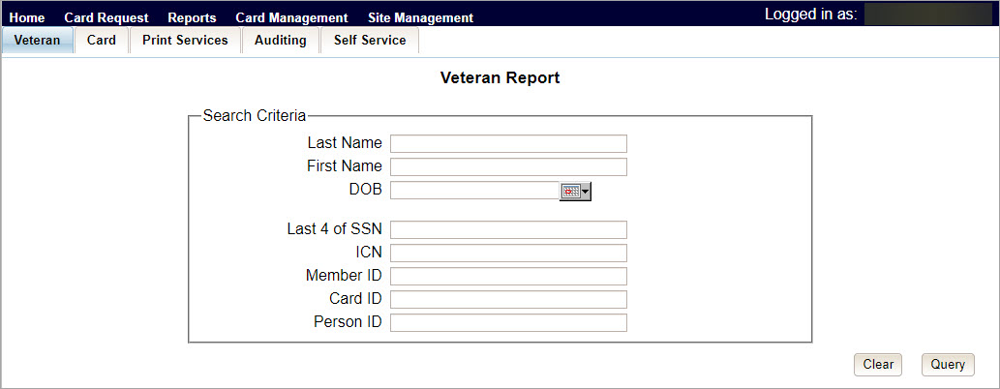 Home Card Request Reports Card Management Site Management Logged in as:
Veteran Card Print Services Auditing Self Service
Veteran Report
Search Criteria
Last Name
First Name
DOB
Last 4 of SSN
ICN
Member ID
Card ID
Person ID
Clear Query